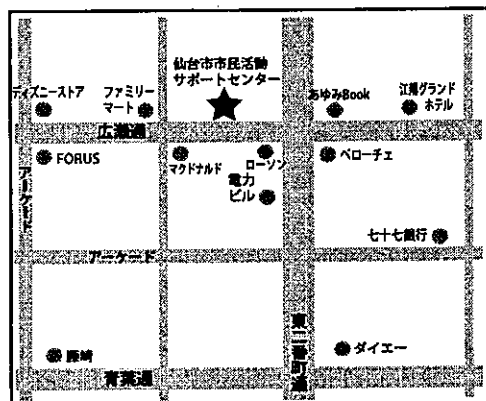 仙台市市民活動
サポートセンター
ディズニーストア
ファミリー
マート
あゆみBook
江陽グランド
ホテル
広瀬通
FORUS
マクドナルド
ローソン
電力
ビル
ベローチェ
アーケード
七十七銀行
アーケード
東二番町通
藤崎
ダイエー
青葉通